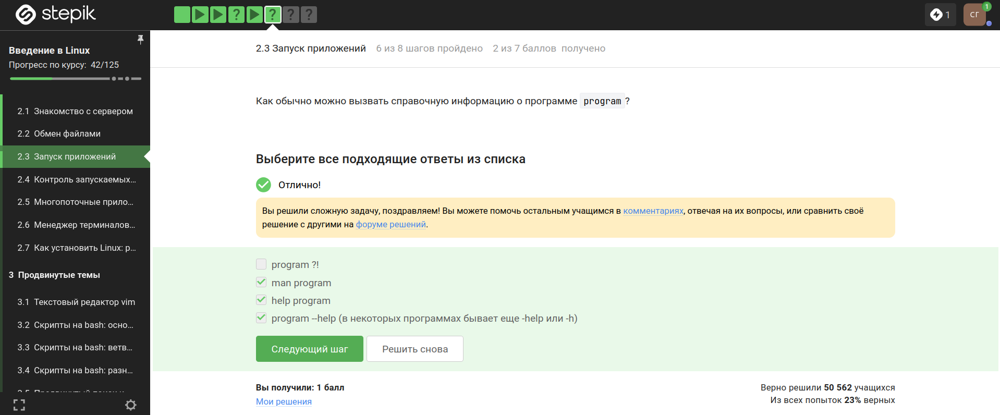 stepik
? ? ? ?
1
СГ
1
Введение в Linux
Прогресс по курсу: 42/125
2.1 Знакомство с сервером
2.2 Обмен файлами
2.3 Запуск приложений
2.4 Контроль запускаемых...
2.5 Многопоточные прило...
2.6 Менеджер терминалов...
2.7 Как установить Linux: р...
3 Продвинутые темы
3.1 Текстовый редактор vim
3.2 Скрипты на bash: осно...
3.3 Скрипты на bash: ветв...
3.4 Скрипты на bash: разн...
2.3 Запуск приложений 6 из 8 шагов пройдено 2 из 7 баллов получено
Как обычно можно вызвать справочную информацию о программе program?
Выберите все подходящие ответы из списка
Отлично!
Вы решили сложную задачу, поздравляем! Вы можете помочь остальным учащимся в комментариях, отвечая на их вопросы, или сравнить своё
решение с другими на форуме решений.
program ?!
man program
help program
program --help (в некоторых программах бывает еще -help или -h)
Следующий шаг Решить снова
Вы получили: 1 балл
Мои решения
Верно решили 50 562 учащихся
Из всех попыток 23% верных